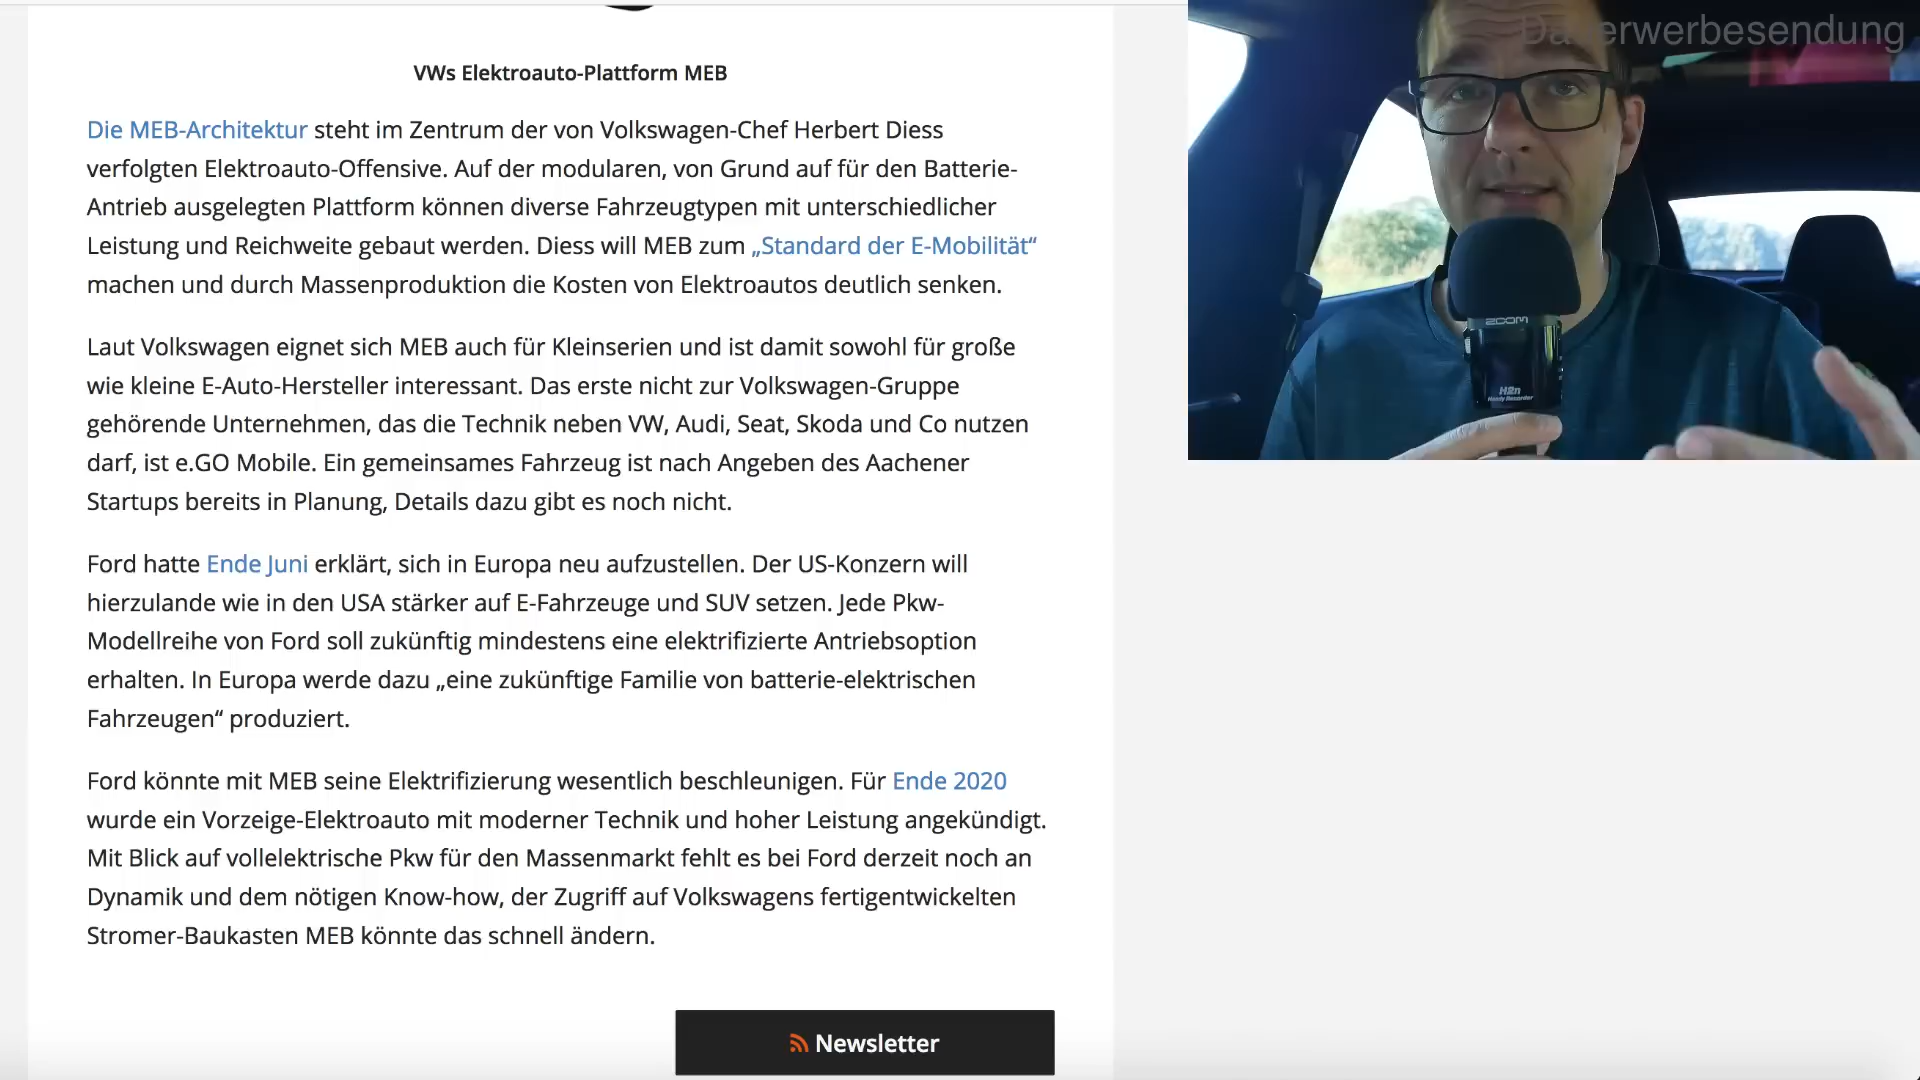 VWs Elektroauto-Plattform MEB
Die MEB-Architektur steht im Zentrum der von Volkswagen-Chef Herbert Diess
verfolgten Elektroauto-Offensive. Auf der modularen, von Grund auf für den Batterie-
Antrieb ausgelegten Plattform können diverse Fahrzeugtypen mit unterschiedlicher
Leistung und Reichweite gebaut werden. Diess will MEB zum „Standard der E-Mobilität“
machen und durch Massenproduktion die Kosten von Elektroautos deutlich senken.
Laut Volkswagen eignet sich MEB auch für Kleinserien und ist damit sowohl für große
wie kleine E-Auto-Hersteller interessant. Das erste nicht zur Volkswagen-Gruppe
gehörende Unternehmen, das die Technik neben VW, Audi, Seat, Skoda und Co nutzen
darf, ist e.GO Mobile. Ein gemeinsames Fahrzeug ist nach Angaben des Aachener
Startups bereits in Planung, Details dazu gibt es noch nicht.
Ford hatte Ende Juni erklärt, sich in Europa neu aufzustellen. Der US-Konzern will
hierzulande wie in den USA stärker auf E-Fahrzeuge und SUV setzen. Jede Pkw-
Modellreihe von Ford soll zukünftig mindestens eine elektrifizierte Antriebsoption
erhalten. In Europa werde dazu „eine zukünftige Familie von batterie-elektrischen
Fahrzeugen“ produziert.
Ford könnte mit MEB seine Elektrifizierung wesentlich beschleunigen. Für Ende 2020
wurde ein Vorzeige-Elektroauto mit moderner Technik und hoher Leistung angekündigt.
Mit Blick auf vollelektrische Pkw für den Massenmarkt fehlt es bei Ford derzeit noch an
Dynamik und dem nötigen Know-how, der Zugriff auf Volkswagens fertigentwickelten
Stromer-Baukasten MEB könnte das schnell ändern.
Newsletter
Dauerwerbesendung
ZOOM
H2n
Handy Recorder